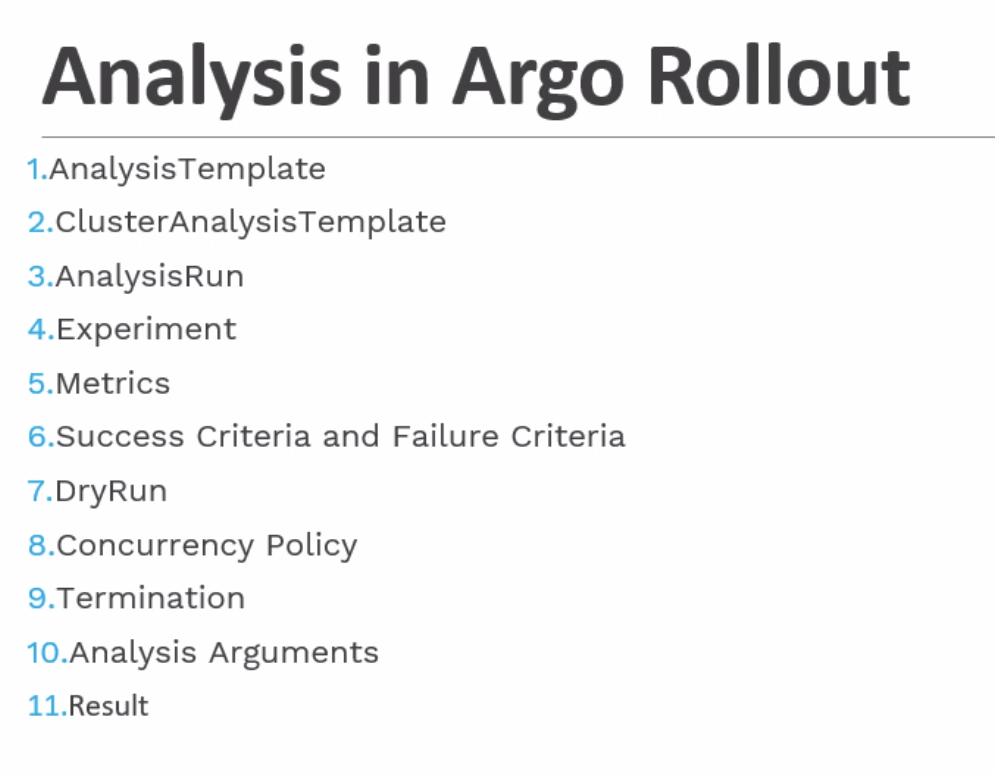 Analysis in Argo Rollout
1.AnalysisTemplate
2.ClusterAnalysisTemplate
3.AnalysisRun
4.Experiment
5.Metrics
6.Success Criteria and Failure Criteria
7.DryRun
8.Concurrency Policy
9.Termination
10.Analysis Arguments
11.Result